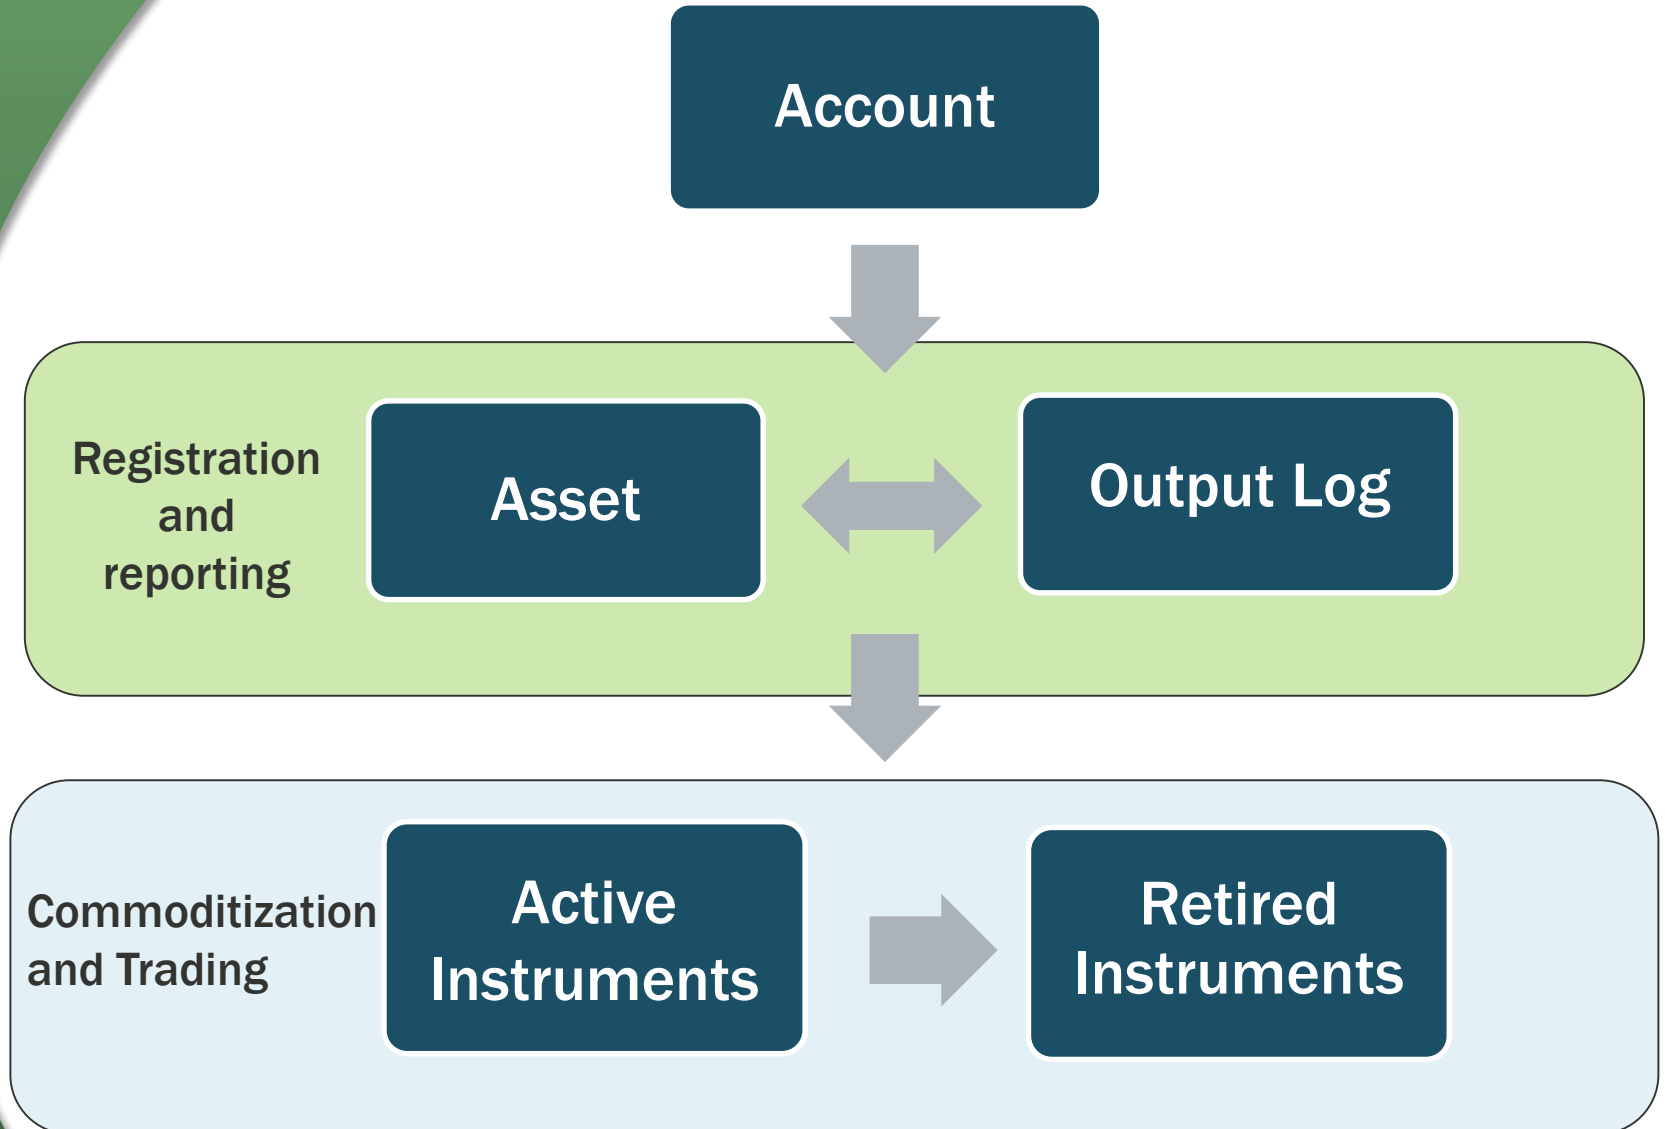 Account
Registration
and
reporting
Asset
Output Log
Commoditization
and Trading
Active
Instruments
Retired
Instruments